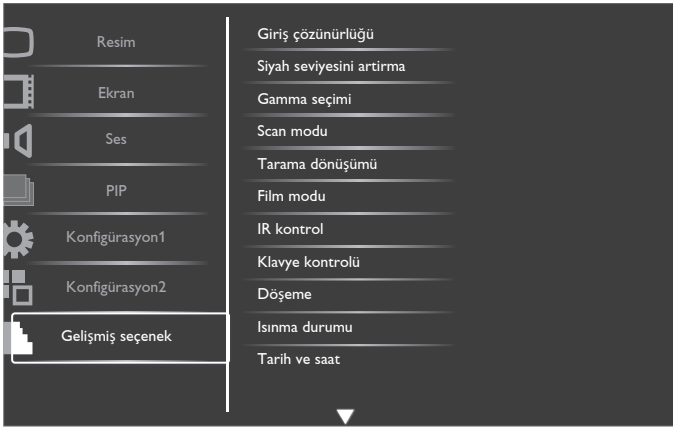 Resim
Ekran
Ses
PIP
Konfigürasyon1
Konfigürasyon2
Gelişmiş seçenek
Giriş çözünürlüğü
Siyah seviyesini artirma
Gamma seçimi
Scan modu
Tarama dönüşümü
Film modu
IR kontrol
Klavye kontrolü
Döşeme
Isınma durumu
Tarih ve saat